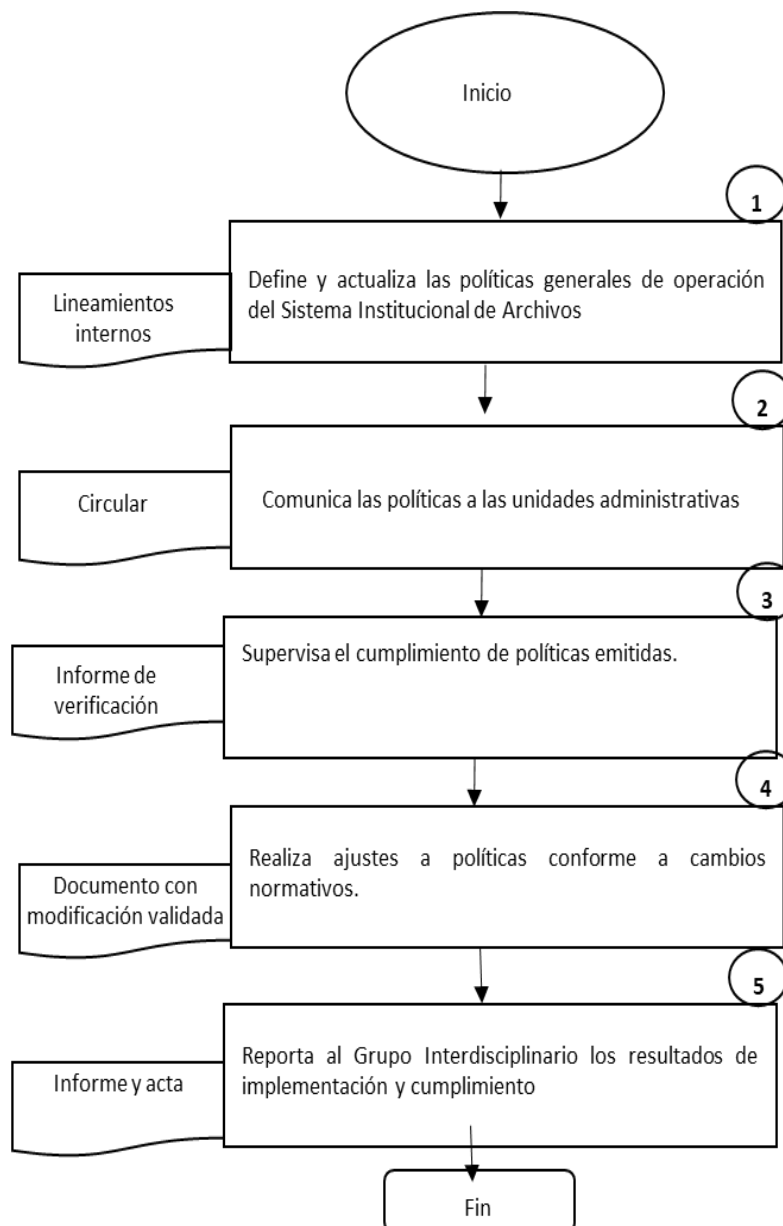 Inicio
1
Lineamientos
internos
Define y actualiza las políticas generales de operación
del Sistema Institucional de Archivos
2
Circular
Comunica las políticas a las unidades administrativas
3
Informe de
verificación
Supervisa el cumplimiento de políticas emitidas.
4
Documento con
modificación validada
Realiza ajustes a políticas conforme a cambios
normativos.
5
Informe y acta
Reporta al Grupo Interdisciplinario los resultados de
implementación y cumplimiento
Fin